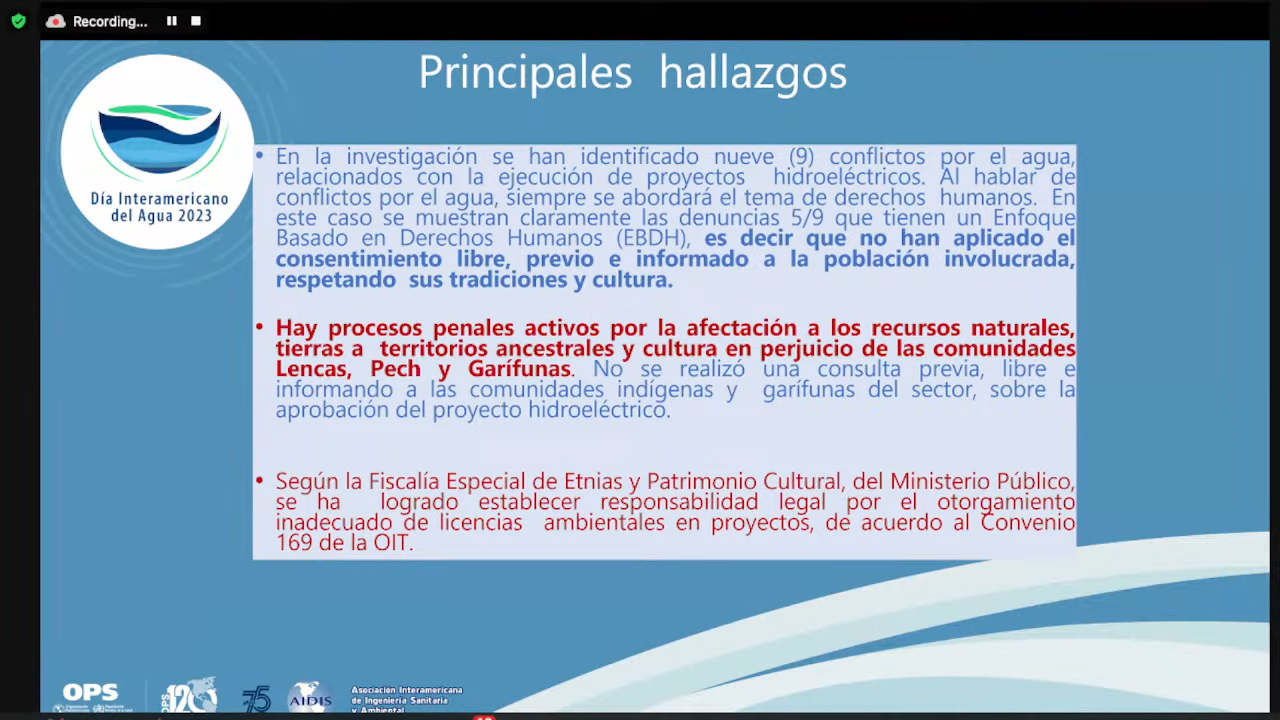 Recording...
Principales hallazgos
Día Interamericano
del Agua 2023
• En la investigación se han identificado nueve (9) conflictos por el agua,
relacionados con la ejecución de proyectos hidroeléctricos. Al hablar de
conflictos por el agua, siempre se abordará el tema de derechos humanos. En
este caso se muestran claramente las denuncias 5/9 que tienen un Enfoque
Basado en Derechos Humanos (EBDH), es decir que no han aplicado el
consentimiento libre, previo e informado a la población involucrada,
respetando sus tradiciones y cultura.
• Hay procesos penales activos por la afectación a los recursos naturales,
tierras a territorios ancestrales y cultura en perjuicio de las comunidades
Lencas, Pech y Garífunas. No se realizó una consulta previa, libre e
informando a las comunidades indígenas y garífunas del sector, sobre la
aprobación del proyecto hidroeléctrico.
• Según la Fiscalía Especial de Etnias y Patrimonio Cultural, del Ministerio Público,
se ha logrado establecer responsabilidad legal por el otorgamiento
inadecuado de licencias ambientales en proyectos, de acuerdo al Convenio
169 de la OIT.
OPS
OPS 120
75
AIDIS
Asociación Interamericana
de Ingeniería Sanitaria
y Ambiental